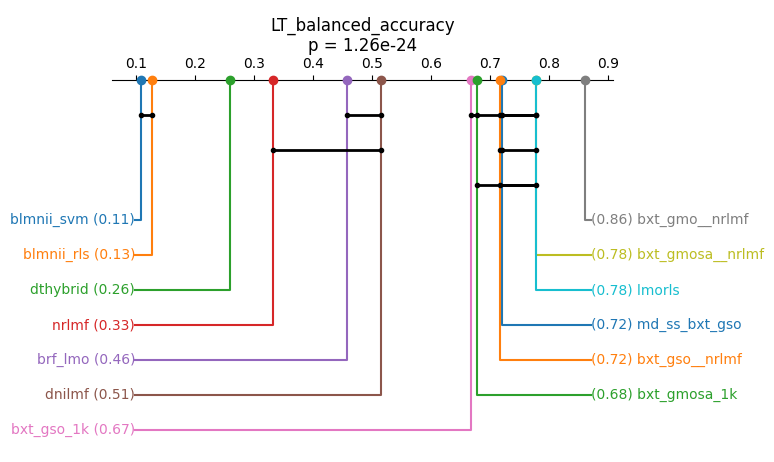 LT_balanced_accuracy
p = 1.26e-24
0.1 0.2 0.3 0.4 0.5 0.6 0.7 0.8 0.9
blmnii_svm (0.11) (0.86) bxt_gmo__nrlmf
blmnii_rls (0.13) (0.78) bxt_gmosa__nrlmf
dthybrid (0.26) (0.78) lmorls
nrlmf (0.33) (0.72) md_ss_bxt_gso
brf_lmo (0.46) (0.72) bxt_gso__nrlmf
dnilmf (0.51) (0.68) bxt_gmosa_1k
bxt_gso_1k (0.67)